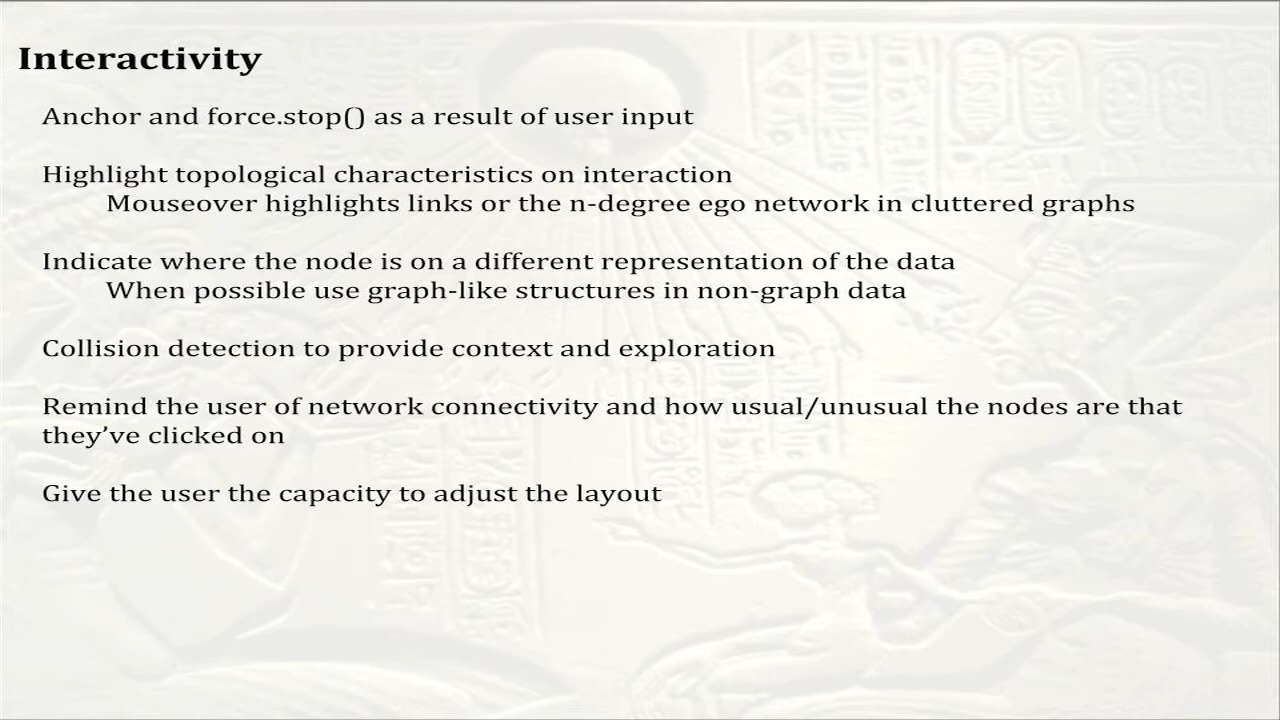 Interactivity
Anchor and force.stop() as a result of user input
Highlight topological characteristics on interaction
Mouseover highlights links or the n-degree ego network in cluttered graphs
Indicate where the node is on a different representation of the data
When possible use graph-like structures in non-graph data
Collision detection to provide context and exploration
Remind the user of network connectivity and how usual/unusual the nodes are that
they’ve clicked on
Give the user the capacity to adjust the layout